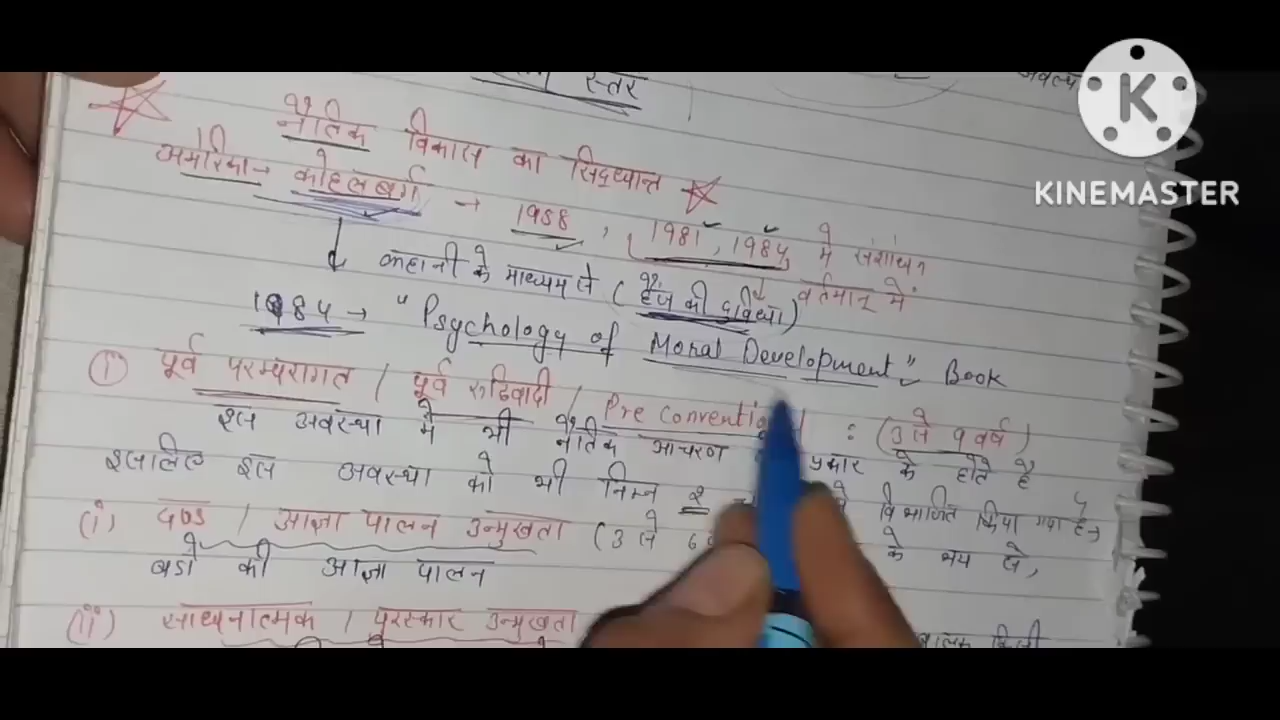 स्तर
नैतिक विकास का सिद्धान्त
अमेरिका → कोहलबर्ग → 1958, 1981, 1984 में संशोधन
कहानी के माध्यम से (हिंज की दुविधा) वर्तमान में
1984 → "Psychology of Moral Development" Book
① पूर्व परम्परागत / पूर्व रूढिवादी / Pre Conventional : (3 से 9 वर्ष)
इस अवस्था में भी नैतिक आचरण प्रकार के होते है
इसलिए इस अवस्था को भी निम्न 2 विभाजित किया गया है →
(i) दण्ड / आज्ञा पालन उन्मुखता (3 से के भय से,
बडो की आज्ञा पालन
(ii) साधनात्मक / पुरस्कार उन्मुखता
बालक किसी
K
KINEMASTER